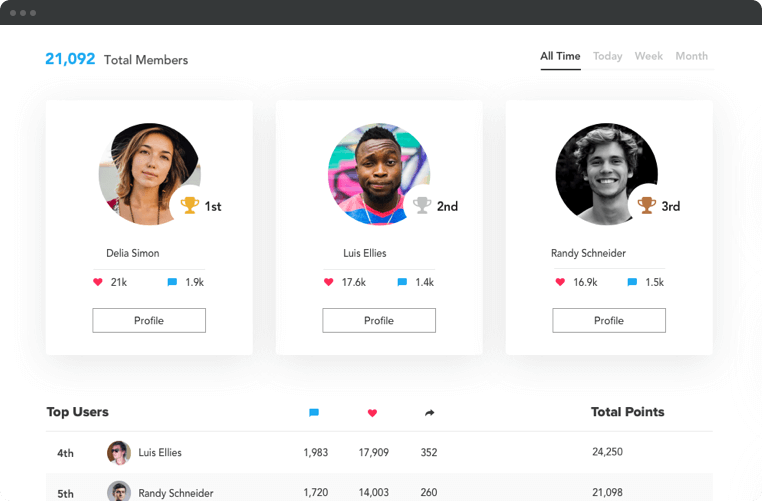 21,092 Total Members
All Time Today Week Month
1st
2nd
3rd
Delia Simon
Luis Ellies
Randy Schneider
21k 1.9k
17.6k 1.4k
16.9k 1.5k
Profile
Profile
Profile
Top Users Total Points
4th Luis Ellies 1,983 17,909 352 24,250
5th Randy Schneider 1,720 14,003 260 21,098